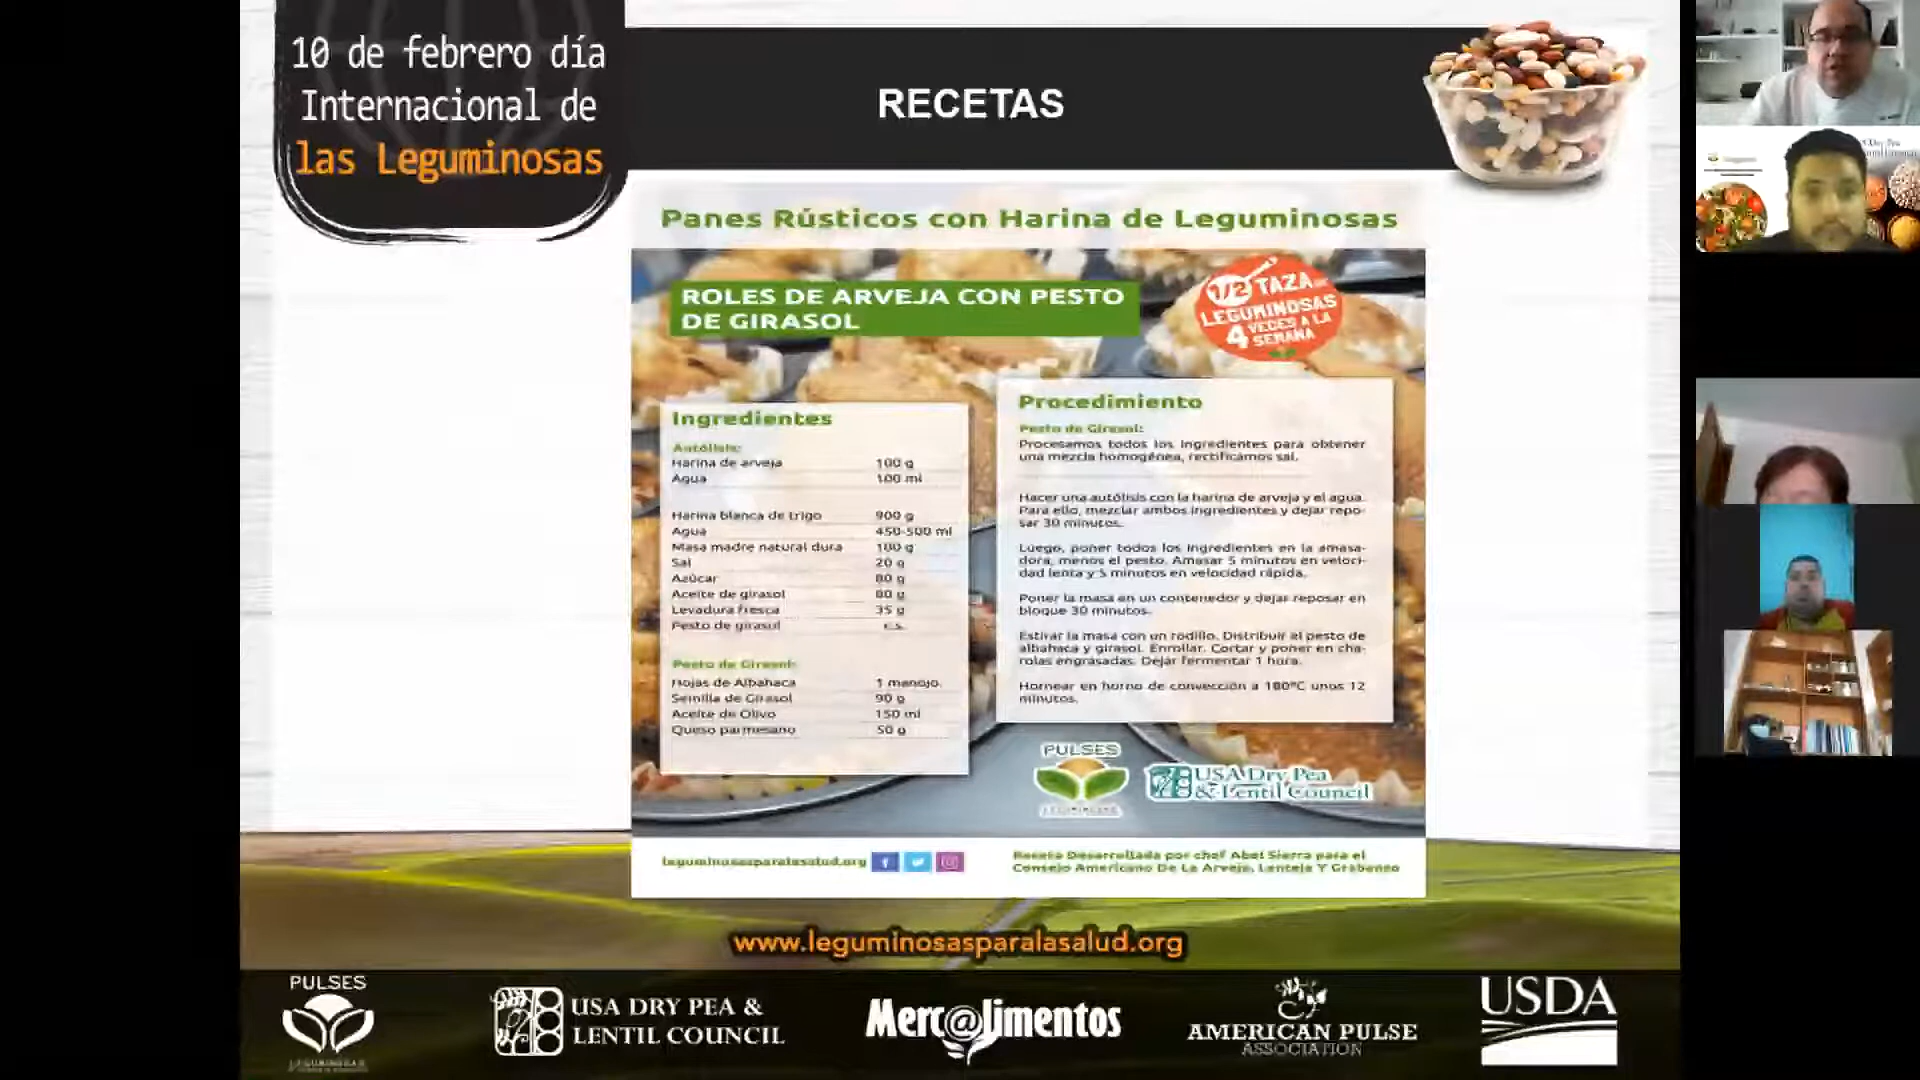 10 de febrero día
Internacional de
las Leguminosas
RECETAS
Panes Rústicos con Harina de Leguminosas
ROLES DE ARVEJA CON PESTO
DE GIRASOL
1/2 TAZA DE
LEGUMINOSAS
4 VECES A LA
SEMANA
Ingredientes
Autólisis:
Harina de arveja 100 g
Agua 100 ml
Harina blanca de trigo 900 g
Agua 450-500 ml
Masa madre natural dura 100 g
Sal 20 g
Azúcar 80 g
Aceite de girasol 80 g
Levadura fresca 35 g
Pesto de girasol c.s.
Pesto de Girasol:
Hojas de Albahaca 1 manojo
Semilla de Girasol 90 g
Aceite de Olivo 150 ml
Queso parmesano 50 g
Procedimiento
Pesto de Girasol:
Procesamos todos los ingredientes para obtener
una mezcla homogénea, rectificamos sal.
Hacer una autólisis con la harina de arveja y el agua.
Para ello, mezclar ambos ingredientes y dejar repo-
sar 30 minutos.
Luego, poner todos los ingredientes en la amasa-
dora, menos el pesto. Amasar 5 minutos en veloci-
dad lenta y 5 minutos en velocidad rápida.
Poner la masa en un contenedor y dejar reposar en
bloque 30 minutos.
Estirar la masa con un rodillo. Distribuir el pesto de
albahaca y girasol. Enrollar. Cortar y poner en cha-
rolas engrasadas. Dejar fermentar 1 hora.
Hornear en horno de convección a 180°C unos 12
minutos.
PULSES
LEGUMINOSAS
USA Dry Pea
& Lentil Council
leguminosasparalasalud.org
Receta Desarrollada por chef Abel Sierra para el
Consejo Americano De La Arveja, Lenteja Y Garbanzo
www.leguminosasparalasalud.org
PULSES
LEGUMINOSAS
USA DRY PEA &
LENTIL COUNCIL
Merc@limentos
AMERICAN PULSE
ASSOCIATION
USDA